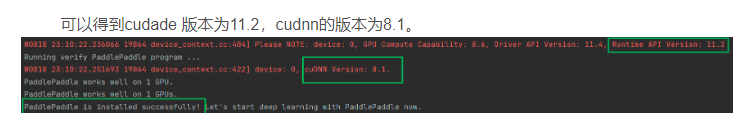 可以得到cudade 版本为11.2，cudnn的版本为8.1。
W0818 23:10:22.236066 19864 device_context.cc:404] Please NOTE: device: 0, GPU Compute Capability: 8.6, Driver API Version: 11.4, Runtime API Version: 11.2
Running verify PaddlePaddle program ...
W0818 23:10:22.251693 19864 device_context.cc:422] device: 0, cuDNN Version: 8.1.
PaddlePaddle works well on 1 GPU.
PaddlePaddle works well on 1 GPUs.
PaddlePaddle is installed successfully! Let's start deep learning with PaddlePaddle now.